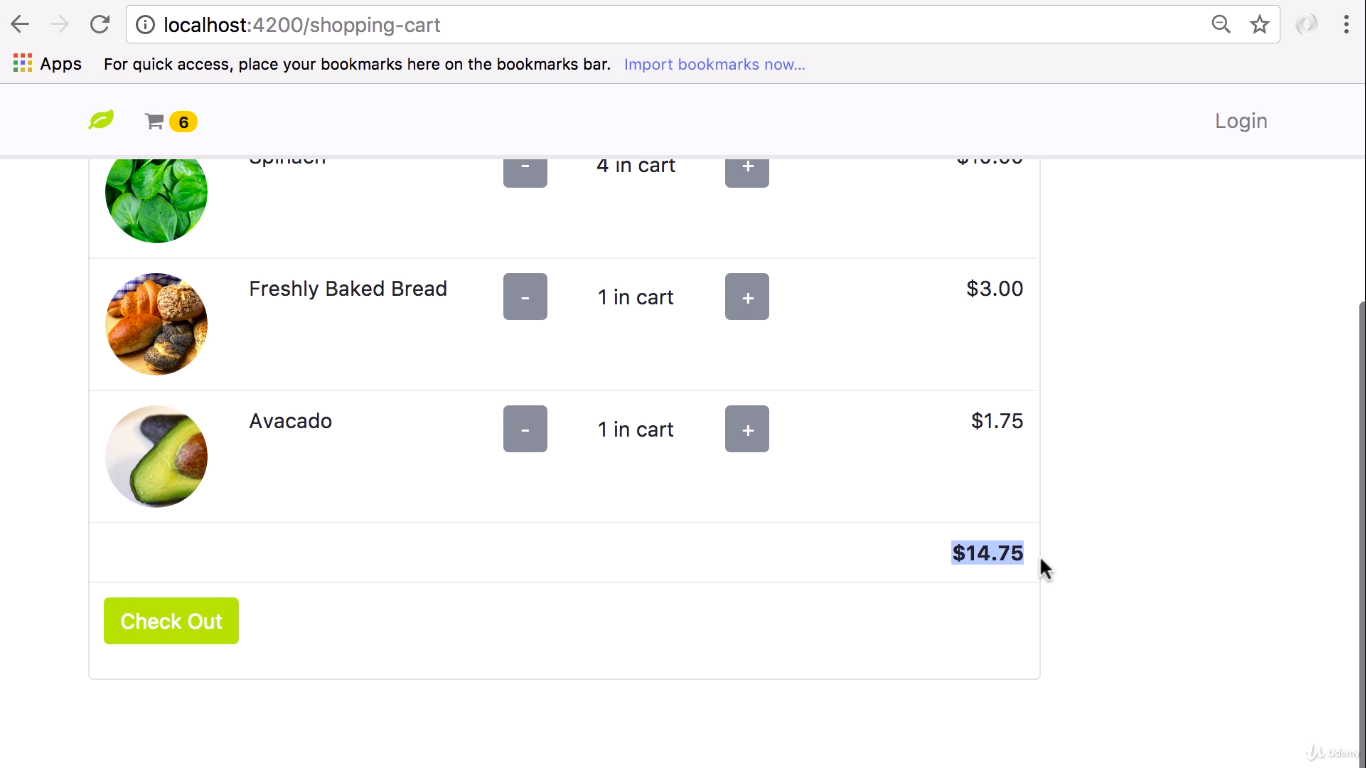 localhost:4200/shopping-cart
Apps For quick access, place your bookmarks here on the bookmarks bar. Import bookmarks now...
6 Login
Spinach - 4 in cart + $10.00
Freshly Baked Bread - 1 in cart + $3.00
Avacado - 1 in cart + $1.75
$14.75
Check Out
Udemy